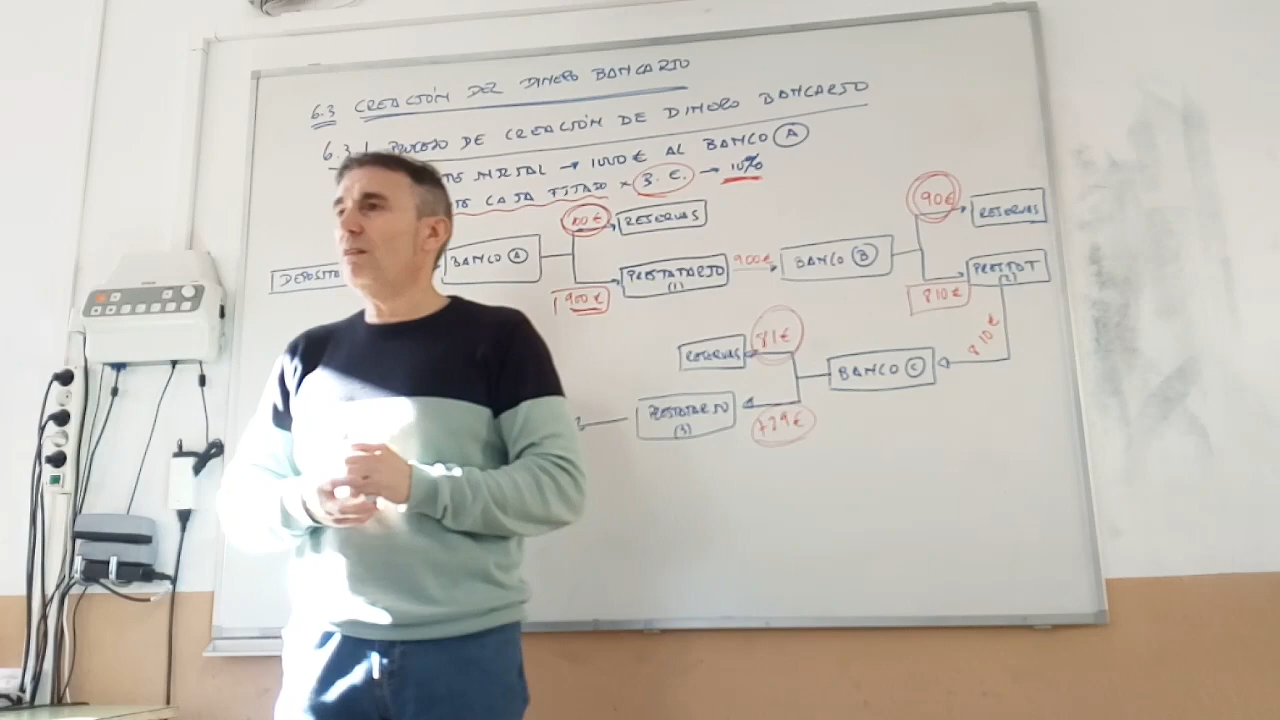 6.3 CREACIÓN DEL DINERO BANCARIO
6.3.1 PROCESO DE CREACIÓN DE DINERO BANCARIO
→ 1000 € AL BANCO A
CAJA FIJADO x B.C.E. → 10%
100 €
RESERVAS
90 €
RESERVAS
DEPOSITO
BANCO A
PRESTATARIO (1)
900 €
BANCO B
PRESTAT (2)
900 €
810 €
810 €
RESERVAS
81 €
BANCO C
PRESTATARIO (3)
729 €